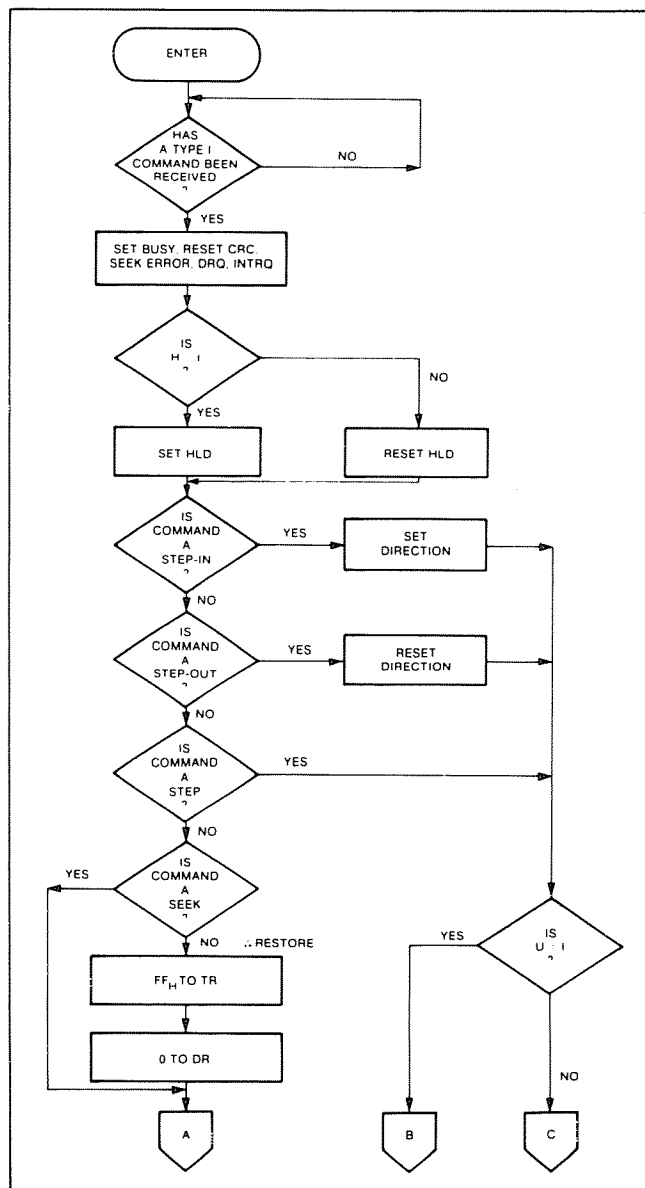 ENTER
HAS
A TYPE I
COMMAND BEEN
RECEIVED
?
NO
YES
SET BUSY, RESET CRC,
SEEK ERROR, DRQ, INTRQ
IS
H = I
?
NO
YES
SET HLD
RESET HLD
IS
COMMAND
A
STEP-IN
?
YES
SET
DIRECTION
NO
IS
COMMAND
A
STEP-OUT
?
YES
RESET
DIRECTION
NO
IS
COMMAND
A
STEP
?
YES
NO
IS
COMMAND
A
SEEK
?
YES
NO ∴ RESTORE
IS
U = I
?
YES
NO
FFH TO TR
0 TO DR
A
B
C